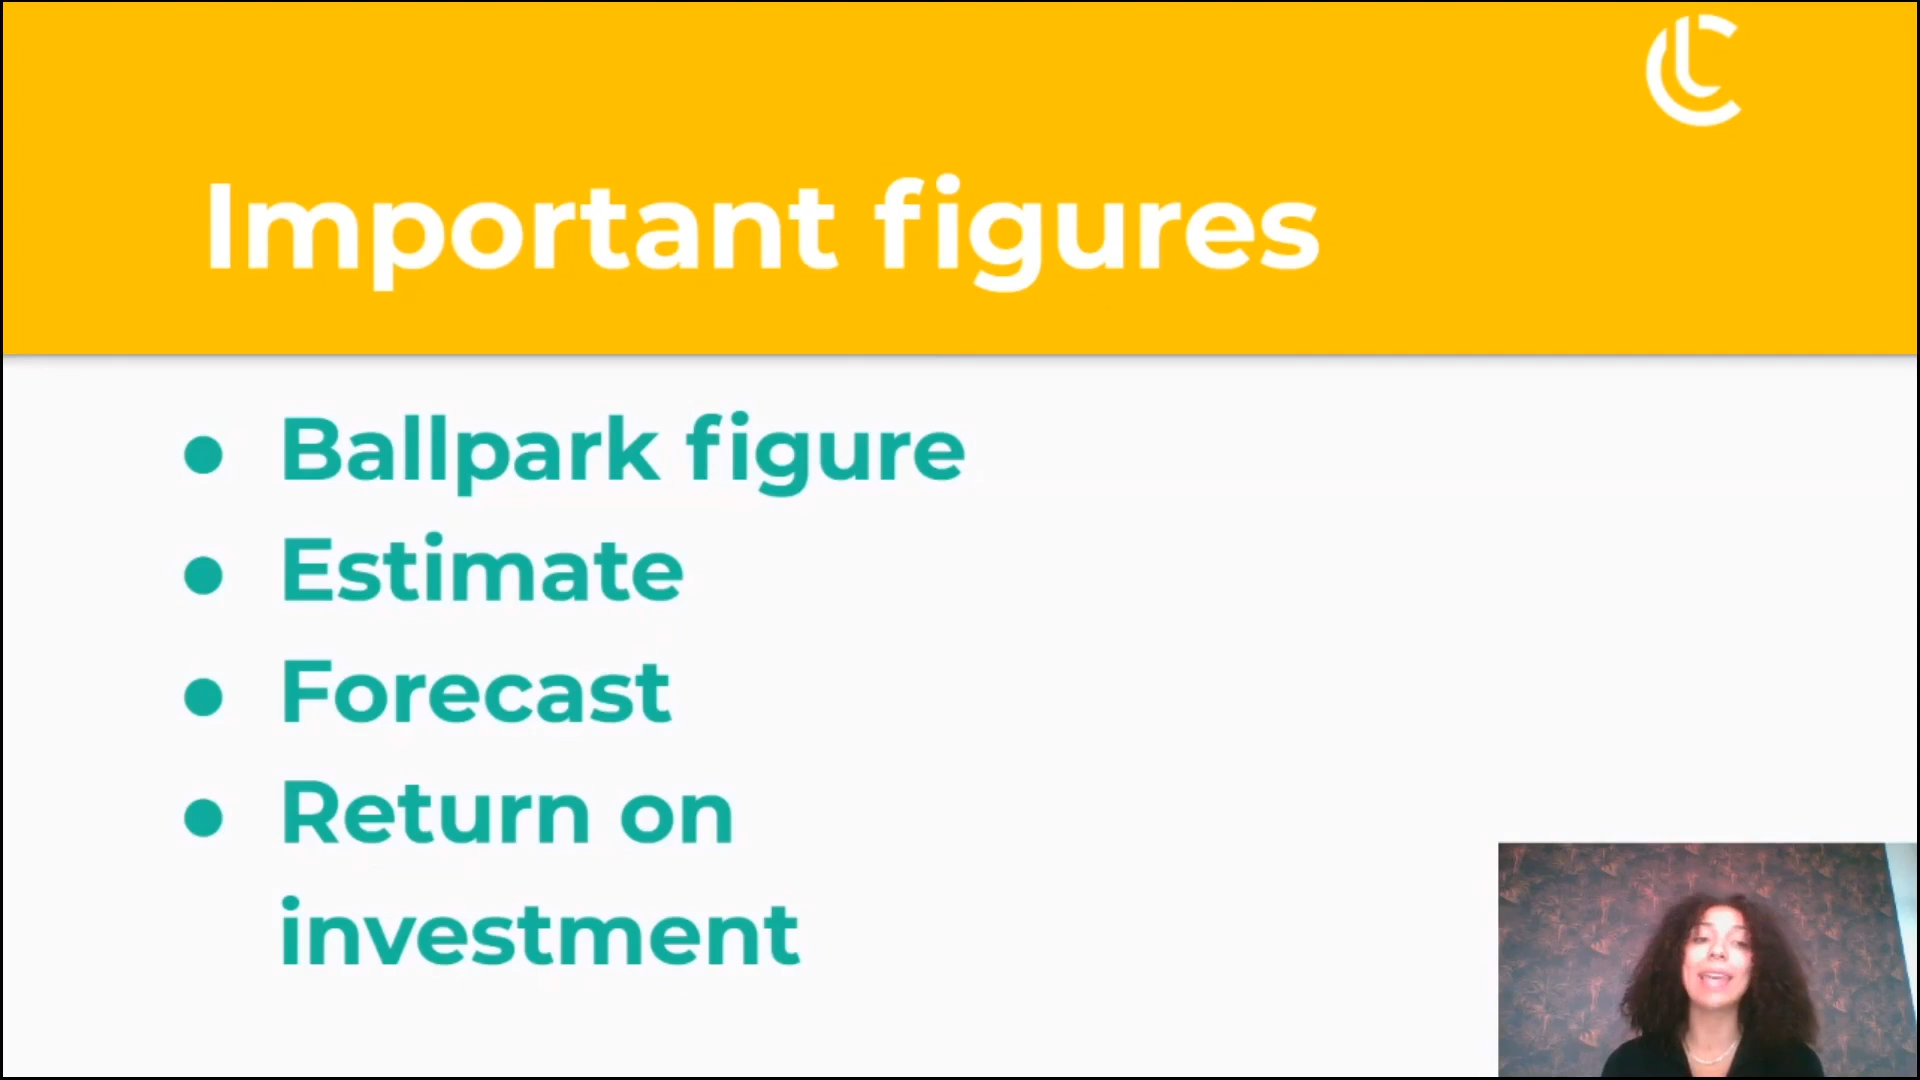 Important figures
● Ballpark figure
● Estimate
● Forecast
● Return on
investment